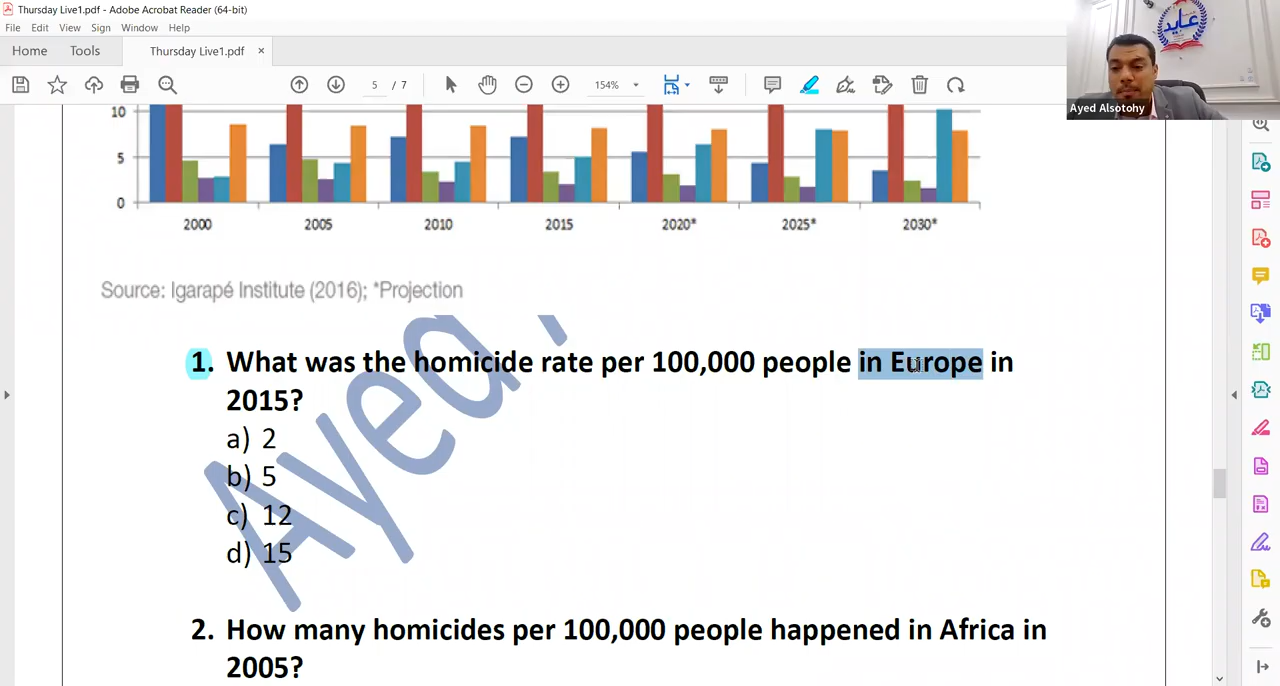 Thursday Live1.pdf - Adobe Acrobat Reader (64-bit)
File Edit View Sign Window Help
Home Tools Thursday Live1.pdf ×
5 / 7 154%
عايد
Ayed Alsotohy
10
5
0
2000 2005 2010 2015 2020* 2025* 2030*
Source: Igarapé Institute (2016); *Projection
Ayed
1. What was the homicide rate per 100,000 people in Europe in
2015?
a) 2
b) 5
c) 12
d) 15
2. How many homicides per 100,000 people happened in Africa in
2005?